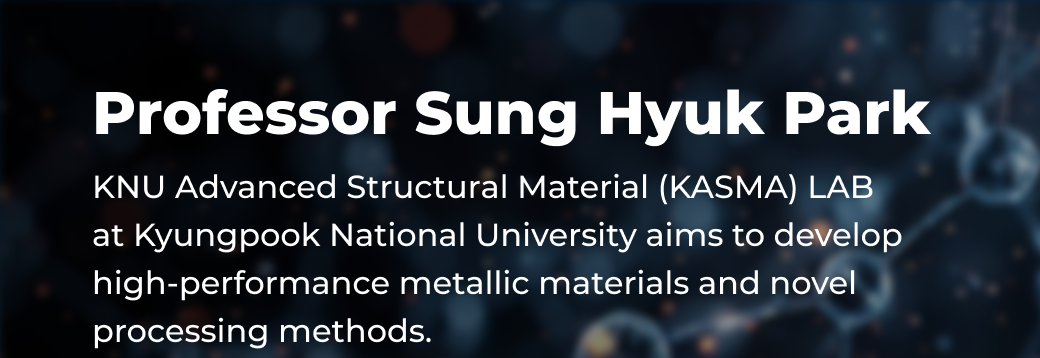 Professor Sung Hyuk Park
KNU Advanced Structural Material (KASMA) LAB
at Kyungpook National University aims to develop
high-performance metallic materials and novel
processing methods.